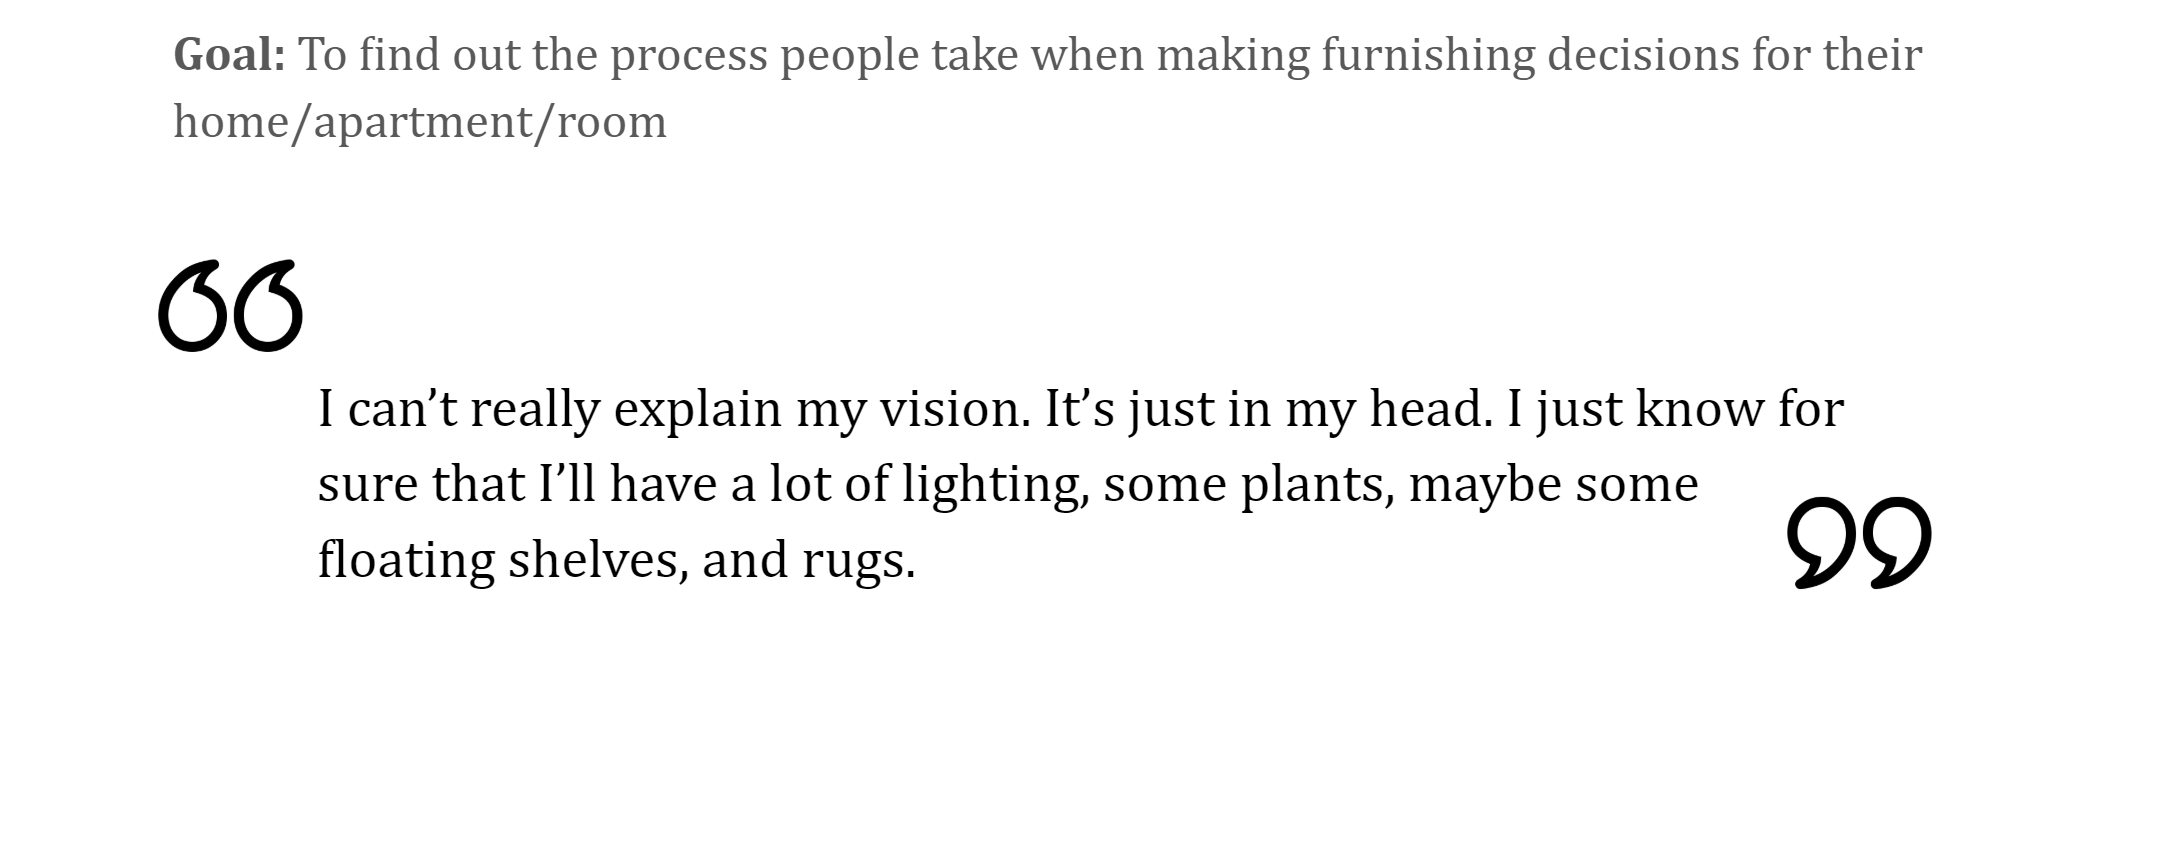 Goal: To find out the process people take when making furnishing decisions for their
home/apartment/room
“
I can’t really explain my vision. It’s just in my head. I just know for
sure that I’ll have a lot of lighting, some plants, maybe some
floating shelves, and rugs.
”